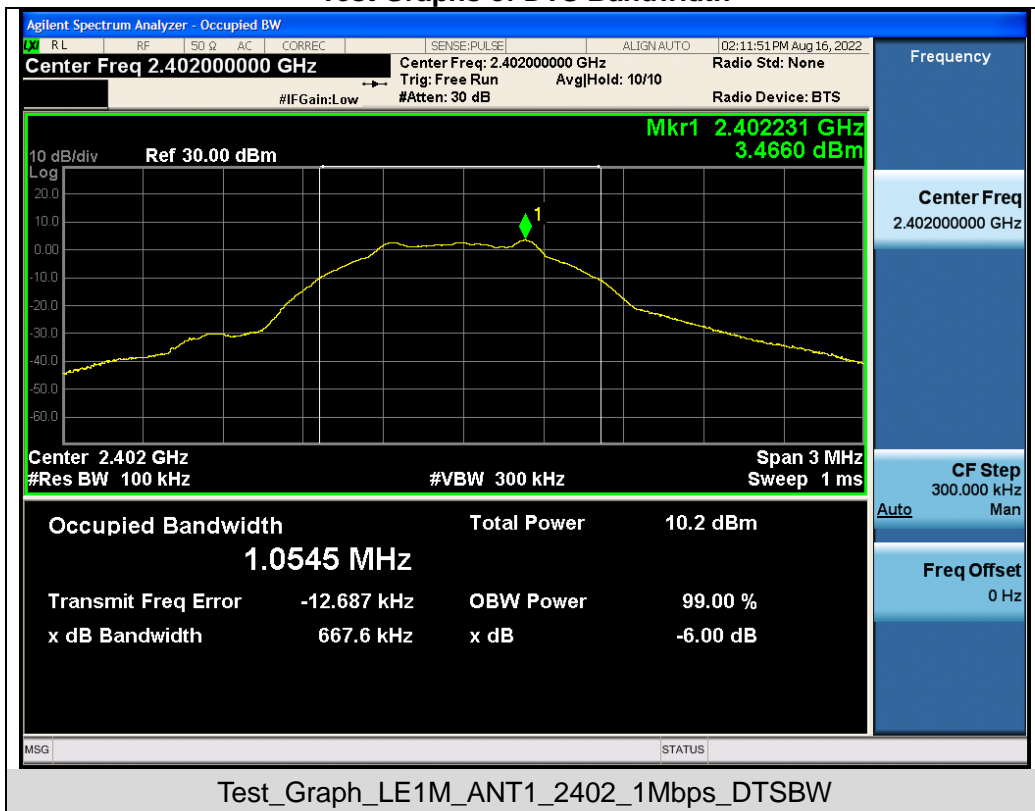 Agilent Spectrum Analyzer - Occupied BW
LXI RL RF 50 Ω AC CORREC SENSE:PULSE ALIGN AUTO 02:11:51 PM Aug 16, 2022
Center Freq 2.402000000 GHz
Center Freq: 2.402000000 GHz Radio Std: None
Trig: Free Run Avg|Hold: 10/10
#IFGain:Low #Atten: 30 dB Radio Device: BTS
Frequency
Mkr1 2.402231 GHz
3.4660 dBm
10 dB/div Ref 30.00 dBm
Log
20.0
10.0
0.00
-10.0
-20.0
-30.0
-40.0
-50.0
-60.0
1
Center 2.402 GHz Span 3 MHz
#Res BW 100 kHz #VBW 300 kHz Sweep 1 ms
Center Freq
2.402000000 GHz
CF Step
300.000 kHz
Auto Man
Freq Offset
0 Hz
Occupied Bandwidth Total Power 10.2 dBm
1.0545 MHz
Transmit Freq Error -12.687 kHz OBW Power 99.00 %
x dB Bandwidth 667.6 kHz x dB -6.00 dB
MSG STATUS
Test_Graph_LE1M_ANT1_2402_1Mbps_DTSBW